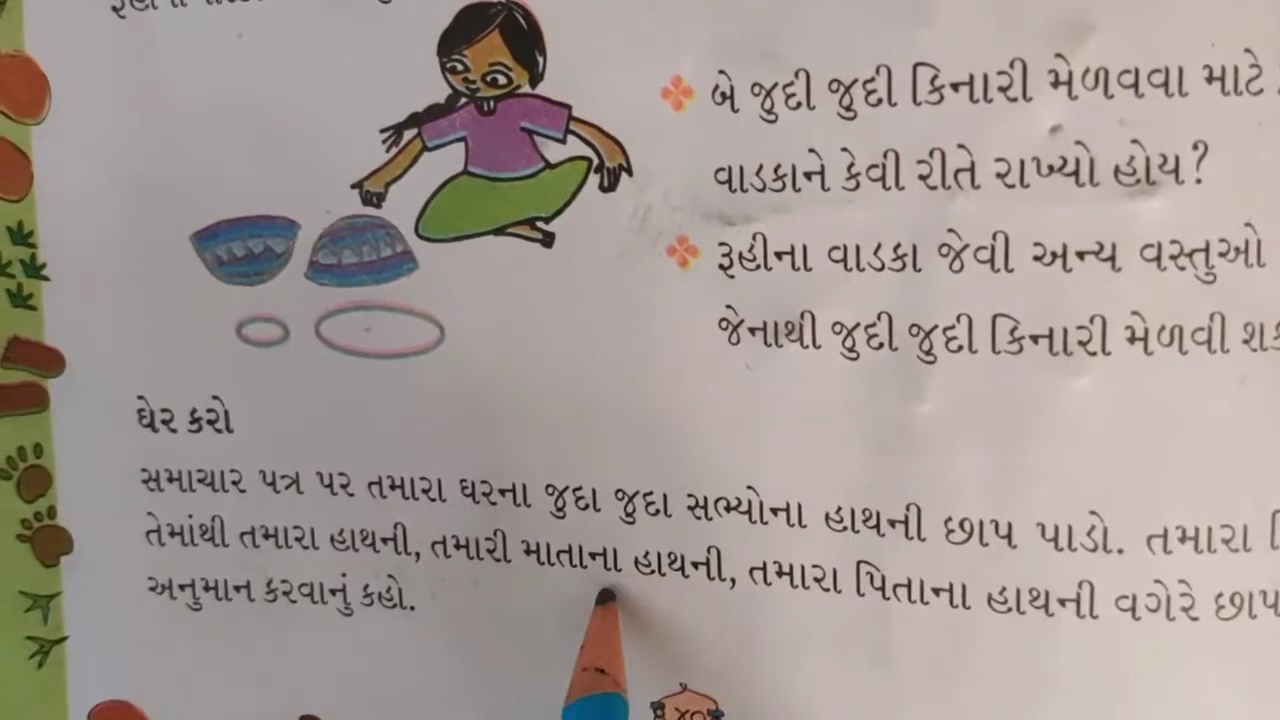 બે જુદી જુદી કિનારી મેળવવા માટે
વાડકાને કેવી રીતે રાખ્યો હોય?
રૂહીના વાડકા જેવી અન્ય વસ્તુઓ
જેનાથી જુદી જુદી કિનારી મેળવી
ઘેર કરો
સમાચાર પત્ર પર તમારા ઘરના જુદા જુદા સભ્યોના હાથની છાપ પાડો. તમારા
તેમાંથી તમારા હાથની, તમારી માતાના હાથની, તમારા પિતાના હાથની વગેરે છાપ
અનુમાન કરવાનું કહો.